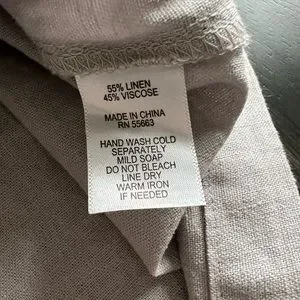 55% LINEN
45% VISCOSE
MADE IN CHINA
RN 55663
HAND WASH COLD
SEPARATELY
MILD SOAP
DO NOT BLEACH
LINE DRY
WARM IRON
IF NEEDED